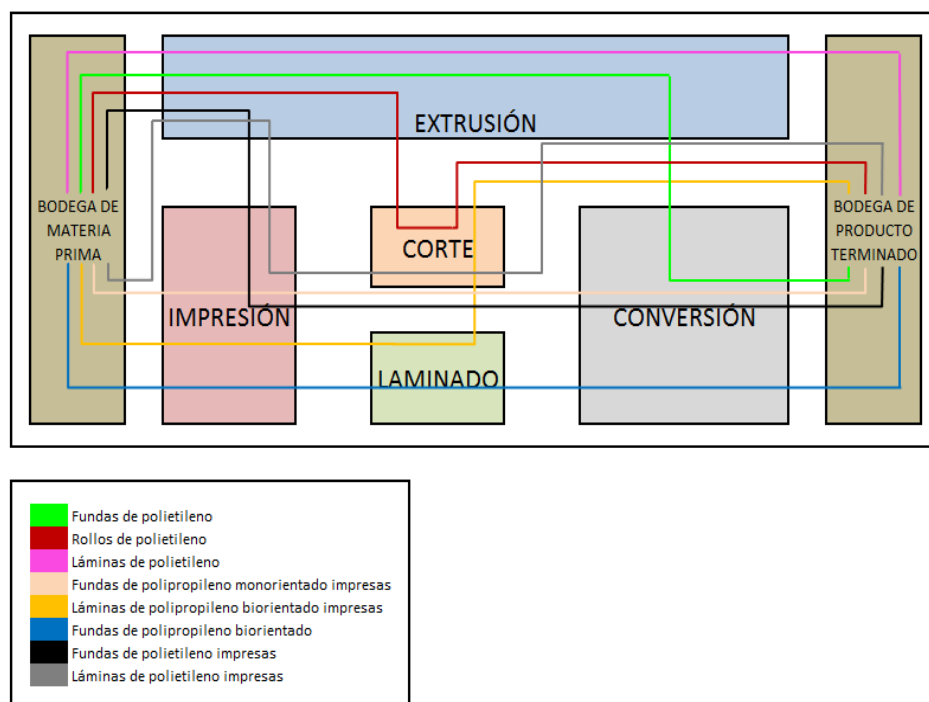 EXTRUSIÓN
BODEGA DE
MATERIA
PRIMA
BODEGA DE
PRODUCTO
TERMINADO
CORTE
IMPRESIÓN
CONVERSIÓN
LAMINADO
Fundas de polietileno
Rollos de polietileno
Láminas de polietileno
Fundas de polipropileno monorientado impresas
Láminas de polipropileno biorientado impresas
Fundas de polipropileno biorientado
Fundas de polietileno impresas
Láminas de polietileno impresas